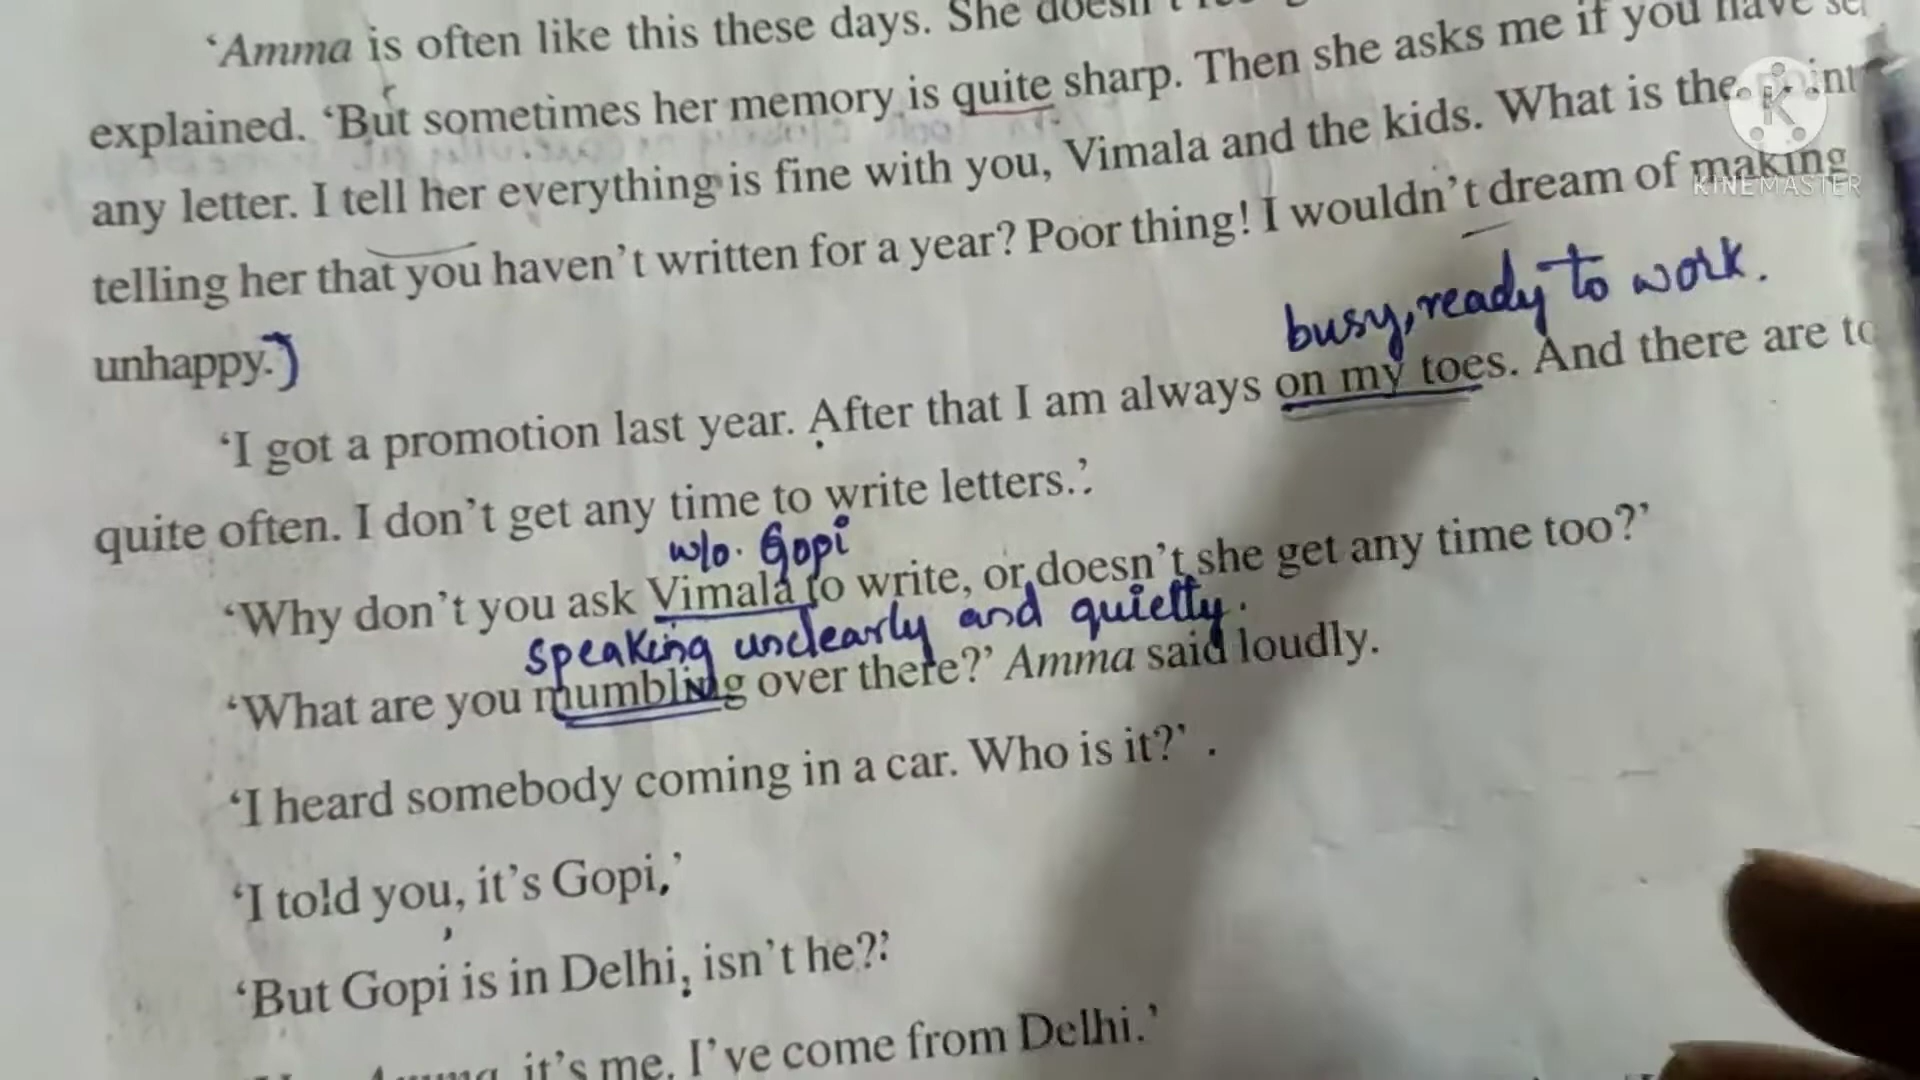 ‘Amma is often like this these days. She
explained. ‘But sometimes her memory is quite sharp. Then she asks me if you have
any letter. I tell her everything is fine with you, Vimala and the kids. What is the point
telling her that you haven’t written for a year? Poor thing! I wouldn’t dream of making
KINEMASTER
busy, ready to work.
unhappy.
‘I got a promotion last year. After that I am always on my toes. And there are
quite often. I don’t get any time to write letters.’
w/o. Gopi
‘Why don’t you ask Vimala to write, or doesn’t she get any time too?’
speaking unclearly and quietly.
‘What are you mumbling over there?’ Amma said loudly.
‘I heard somebody coming in a car. Who is it?’
‘I told you, it’s Gopi,’
‘But Gopi is in Delhi, isn’t he?’
Amma, it’s me. I’ve come from Delhi.’